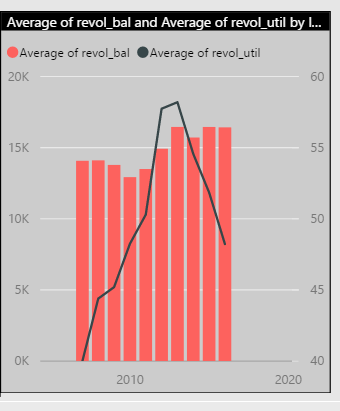 Average of revol_bal and Average of revol_util by I...
Average of revol_bal Average of revol_util
20K 60
15K 55
10K 50
5K 45
0K 40
2010 2020